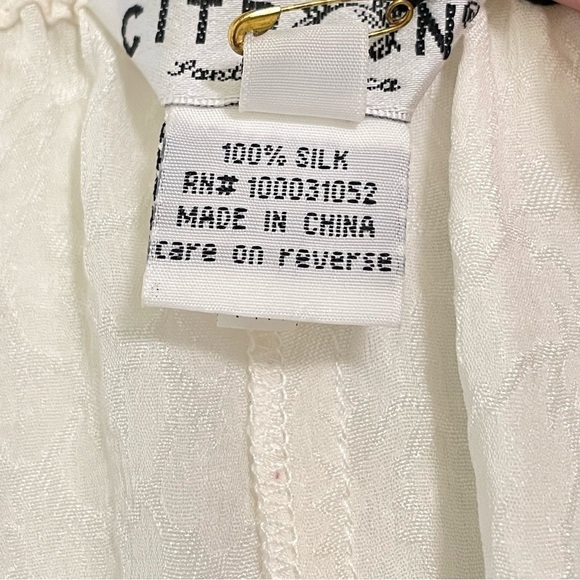 100% SILK
RN# 100031052
MADE IN CHINA
care on reverse